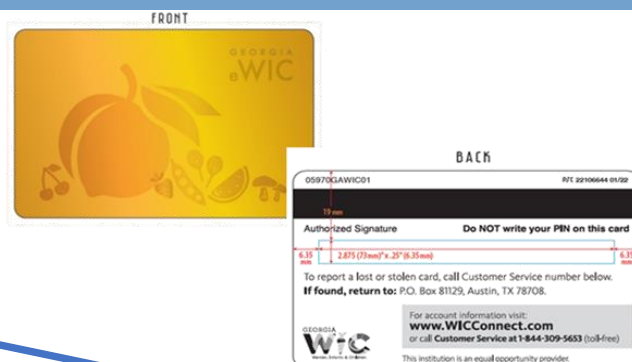 FRONT
GEORGIA
eWIC
BACK
05970GAWIC01 P/C 22106644 01/22
19 mm
Authorized Signature Do NOT write your PIN on this card
6.35 mm 2.875 (73mm)" x .25" (6.35mm) 6.35 mm
To report a lost or stolen card, call Customer Service number below.
If found, return to: P.O. Box 81129, Austin, TX 78708.
For account information visit:
www.WICConnect.com
or call Customer Service at 1-844-309-5653 (toll-free)
GEORGIA
WIC
Women, Infants & Children
This institution is an equal opportunity provider.